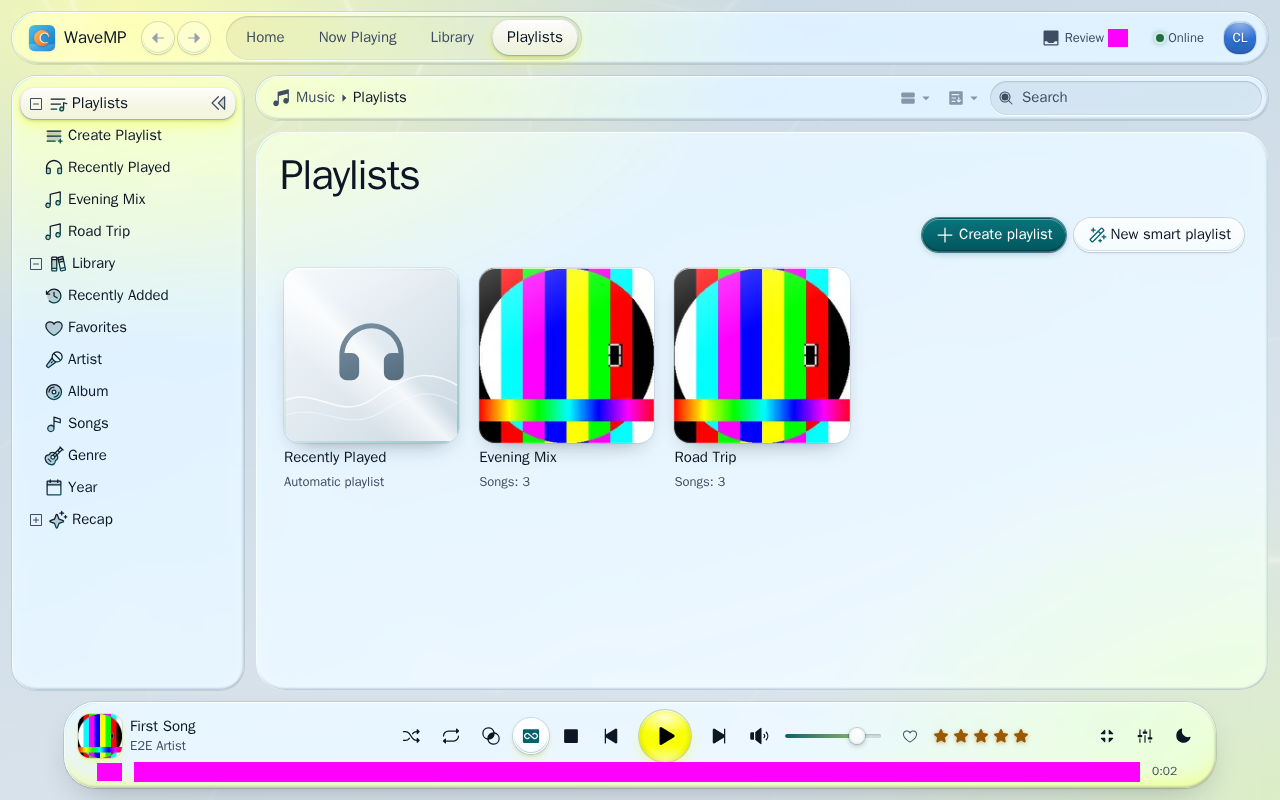 WaveMP
Home
Now Playing
Library
Playlists
Review
Online
CL
Playlists
Create Playlist
Recently Played
Evening Mix
Road Trip
Library
Recently Added
Favorites
Artist
Album
Songs
Genre
Year
Recap
Music
Playlists
Search
Playlists
Create playlist
New smart playlist
Recently Played
Automatic playlist
Evening Mix
Songs: 3
Road Trip
Songs: 3
First Song
E2E Artist
0:02